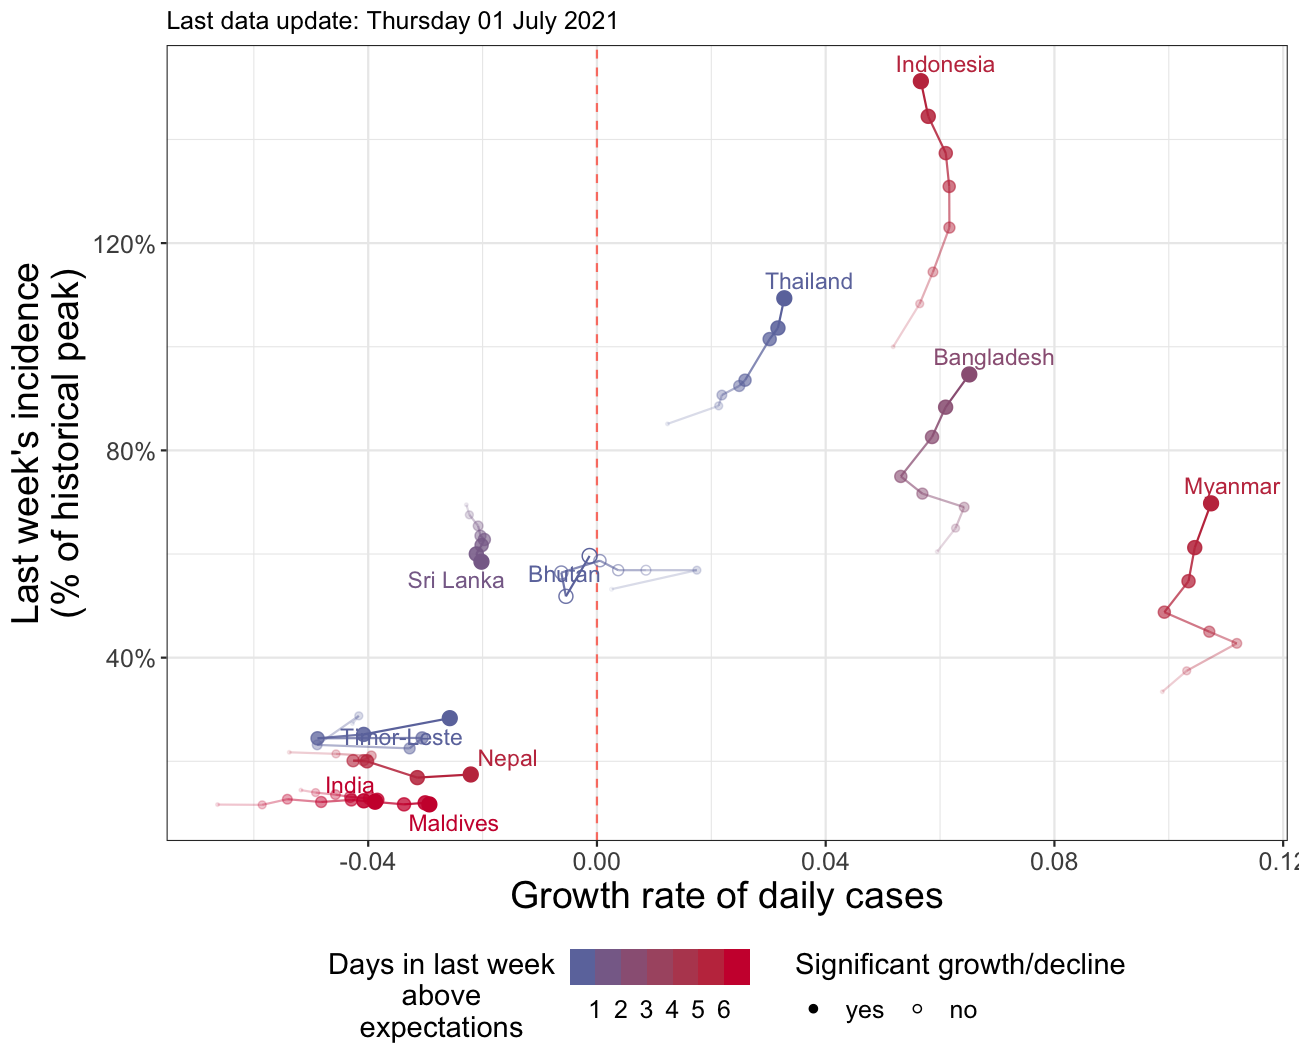 Last data update: Thursday 01 July 2021
Indonesia
120%
Thailand
Bangladesh
80%
Myanmar
Sri Lanka
Bhutan
40%
Timor-Leste
Nepal
India
Maldives
Last week's incidence
(% of historical peak)
-0.04 0.00 0.04 0.08 0.12
Growth rate of daily cases
Days in last week
above
expectations
1 2 3 4 5 6
Significant growth/decline
yes no